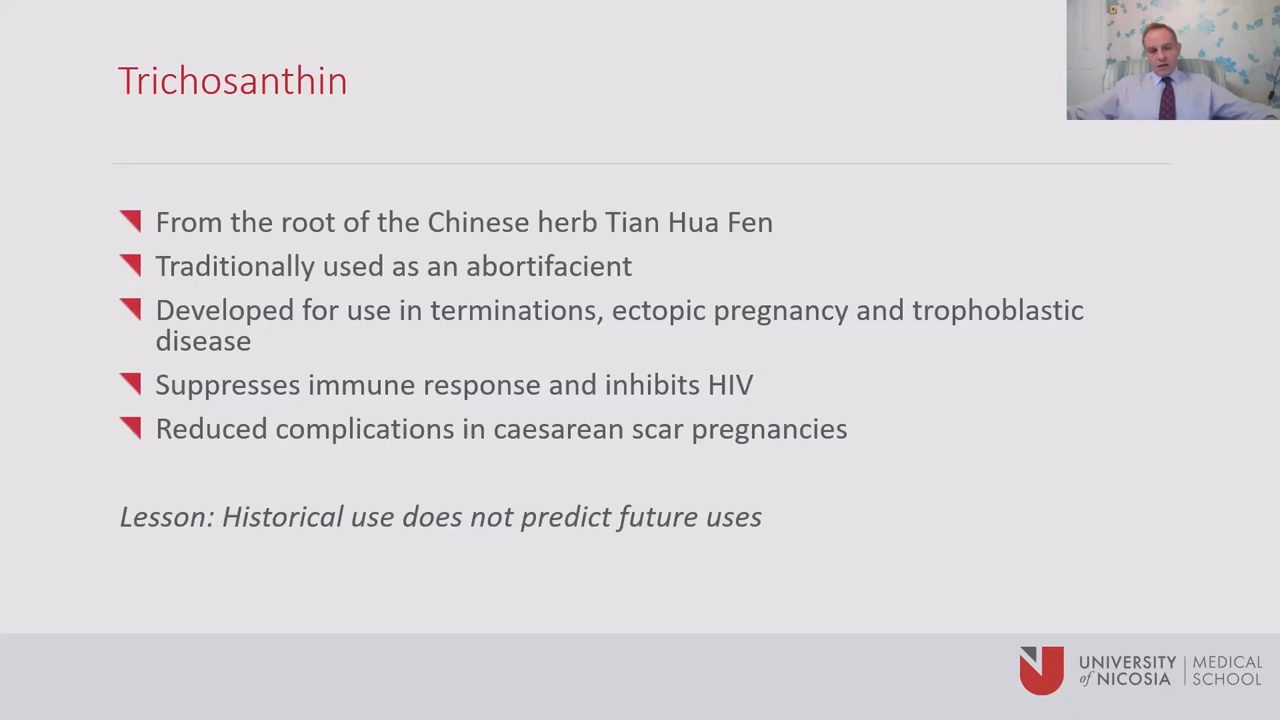 Trichosanthin
From the root of the Chinese herb Tian Hua Fen
Traditionally used as an abortifacient
Developed for use in terminations, ectopic pregnancy and trophoblastic
disease
Suppresses immune response and inhibits HIV
Reduced complications in caesarean scar pregnancies
Lesson: Historical use does not predict future uses
UNIVERSITY
of NICOSIA
MEDICAL
SCHOOL